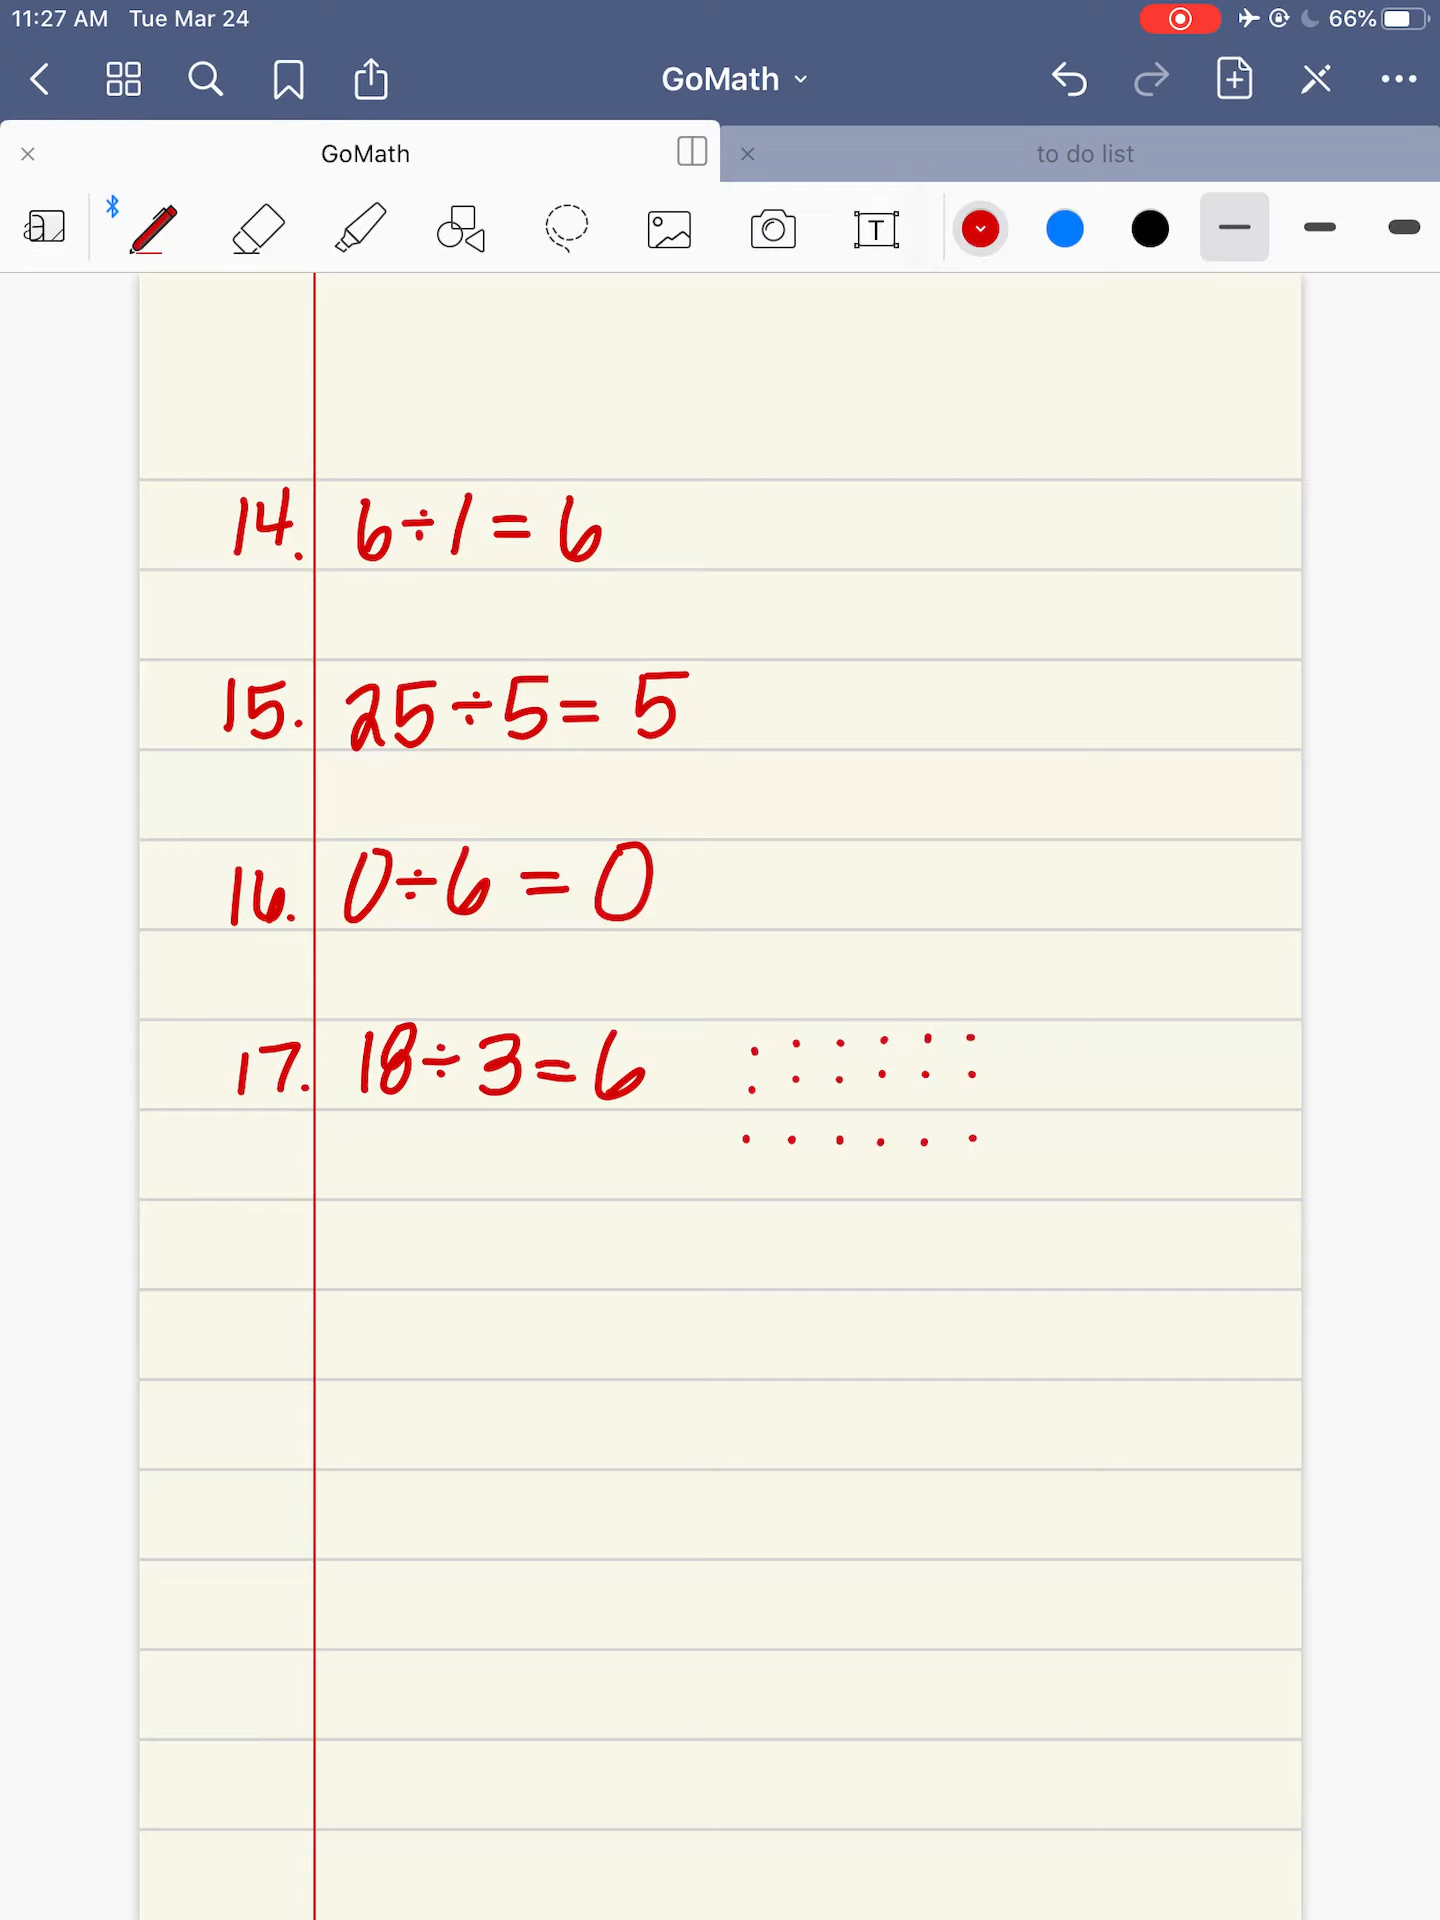 11:27 AM Tue Mar 24 66%
GoMath
GoMath to do list
a T
14. 6÷1=6
15. 25÷5=5
16. 0÷6=0
17. 18÷3=6